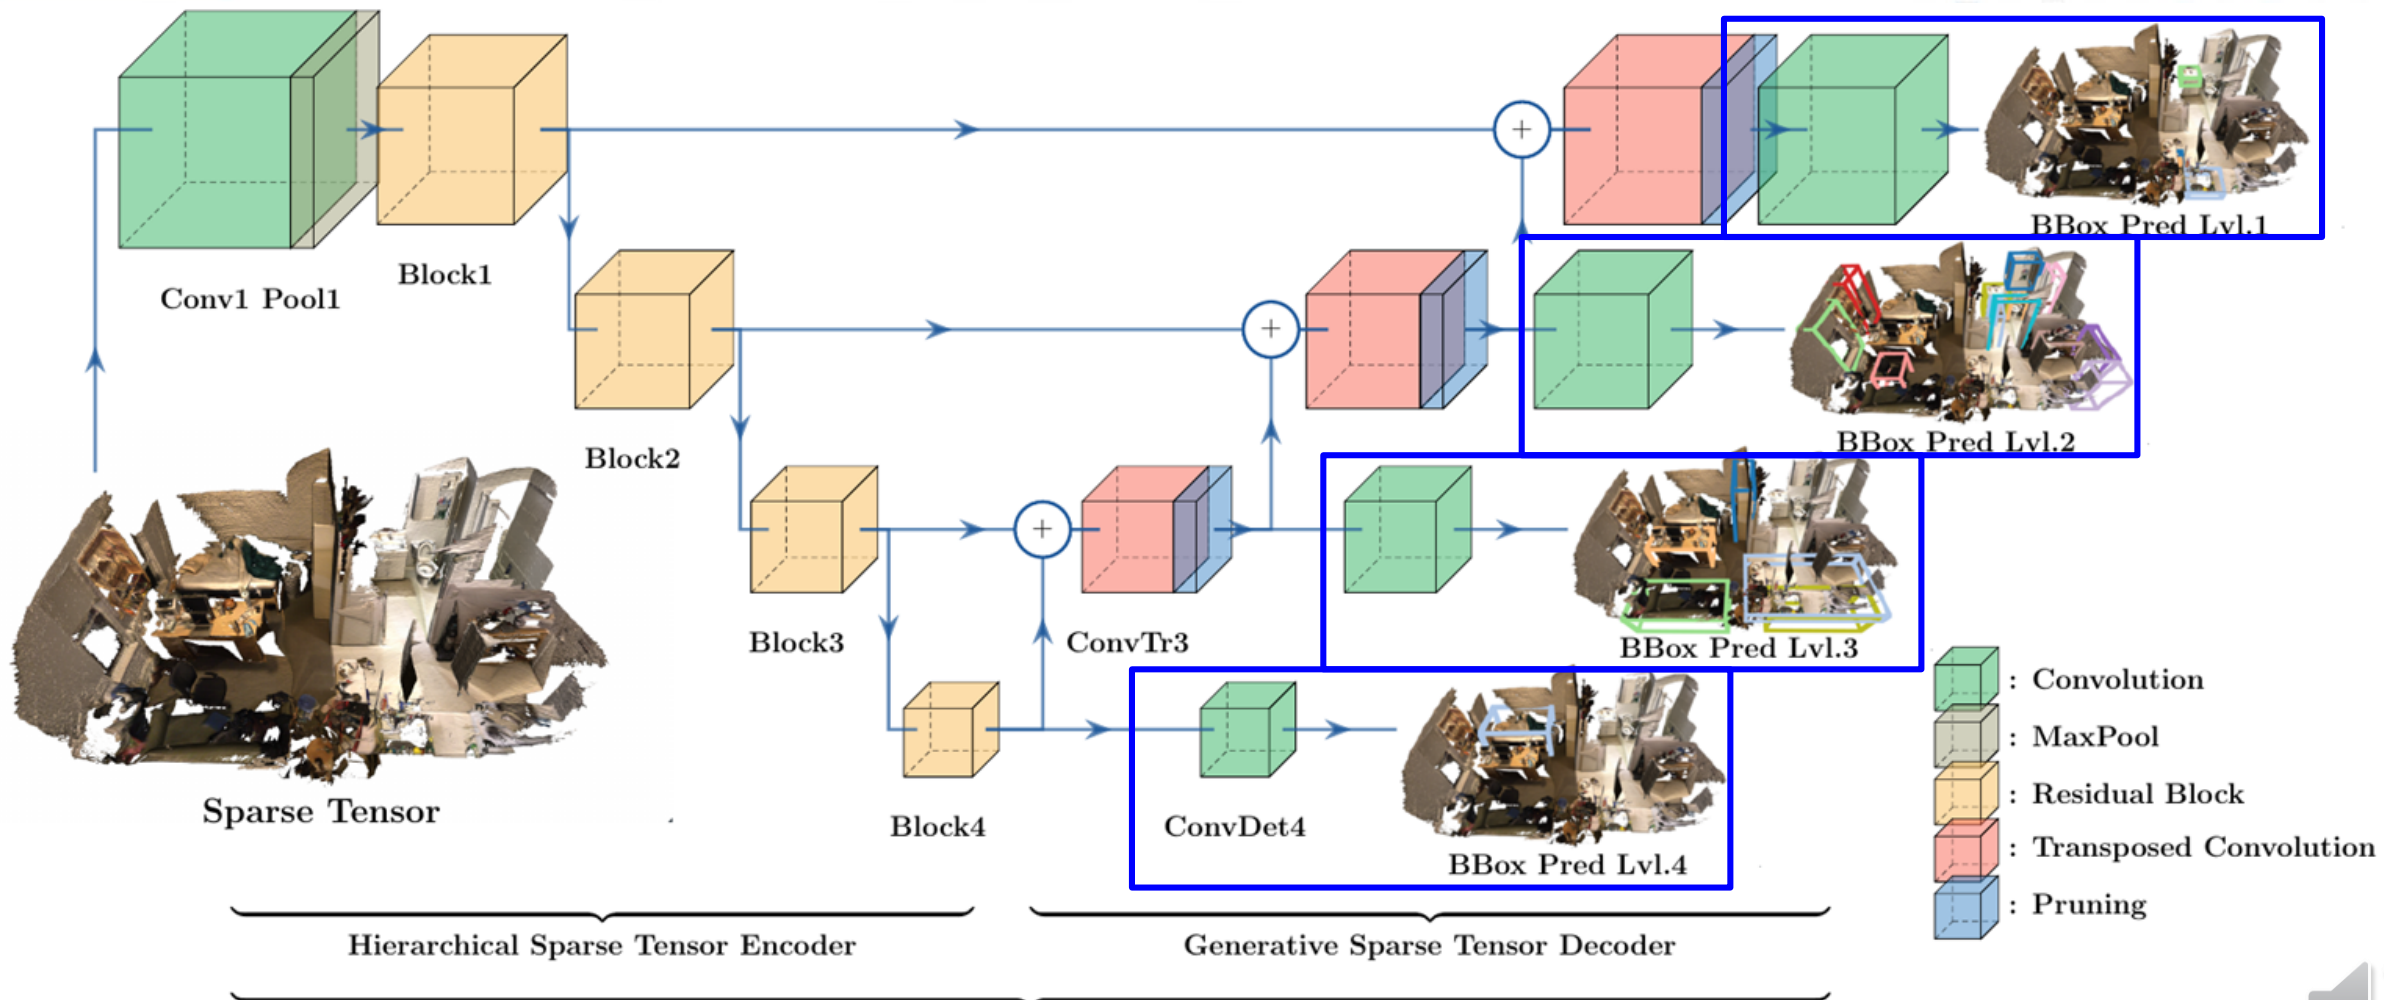 BBox Pred Lvl.1
Block1
Conv1 Pool1
BBox Pred Lvl.2
Block2
Block3
ConvTr3
BBox Pred Lvl.3
: Convolution
: MaxPool
: Residual Block
: Transposed Convolution
: Pruning
Sparse Tensor
Block4
ConvDet4
BBox Pred Lvl.4
Hierarchical Sparse Tensor Encoder
Generative Sparse Tensor Decoder